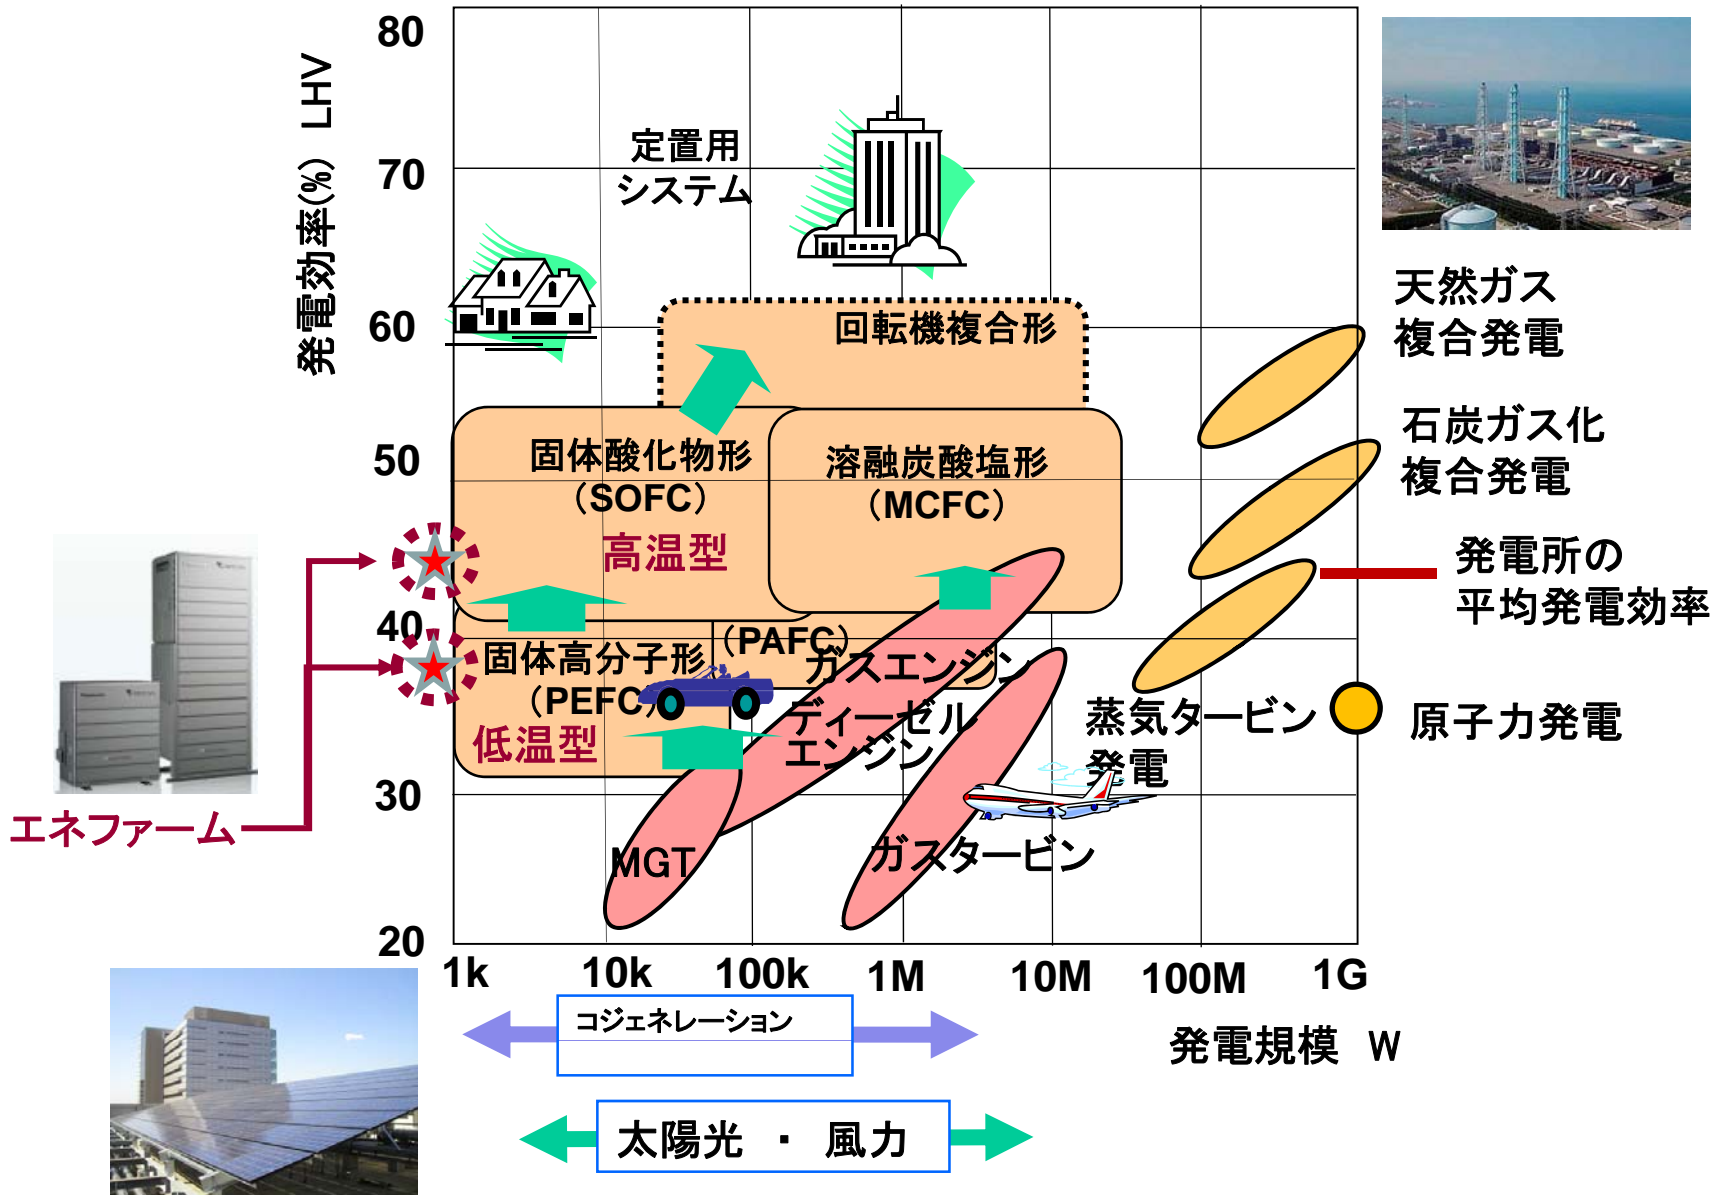 発電効率(%) LHV
80
70
60
50
40
30
20
定置用
システム
回転機複合形
固体酸化物形
（SOFC）
高温型
溶融炭酸塩形
（MCFC）
（PAFC）
固体高分子形
（PEFC）
低温型
ガスエンジン
ディーゼル
エンジン
MGT
ガスタービン
天然ガス
複合発電
石炭ガス化
複合発電
発電所の
平均発電効率
蒸気タービン
発電
原子力発電
エネファーム
1k 10k 100k 1M 10M 100M 1G
発電規模 W
コジェネレーション
太陽光 ・ 風力